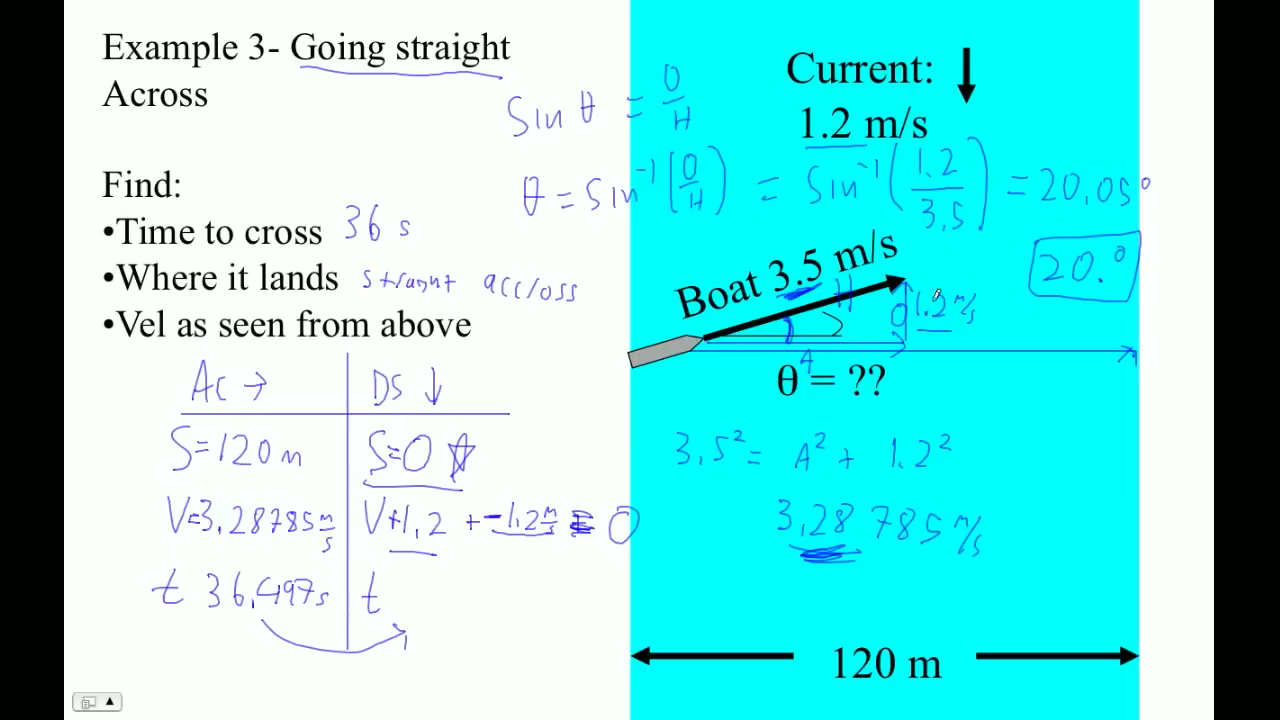 Example 3- Going straight
Across
Sin θ = O/H
θ = Sin⁻¹(O/H) = Sin⁻¹(1.2/3.5) = 20.05°
20.°
Current: ↓
1.2 m/s
Find:
•Time to cross 36 s
•Where it lands straight
•Vel as seen from above
Boat 3.5 m/s
H
O 1.2 m/s
A
θ = ??
AC → DS ↓
S=120m S=0
V=3.28785 m/s V+1.2 + -1.2 m/s = 0
t 36.497s t
3.5² = A² + 1.2²
3.28785 m/s
120 m